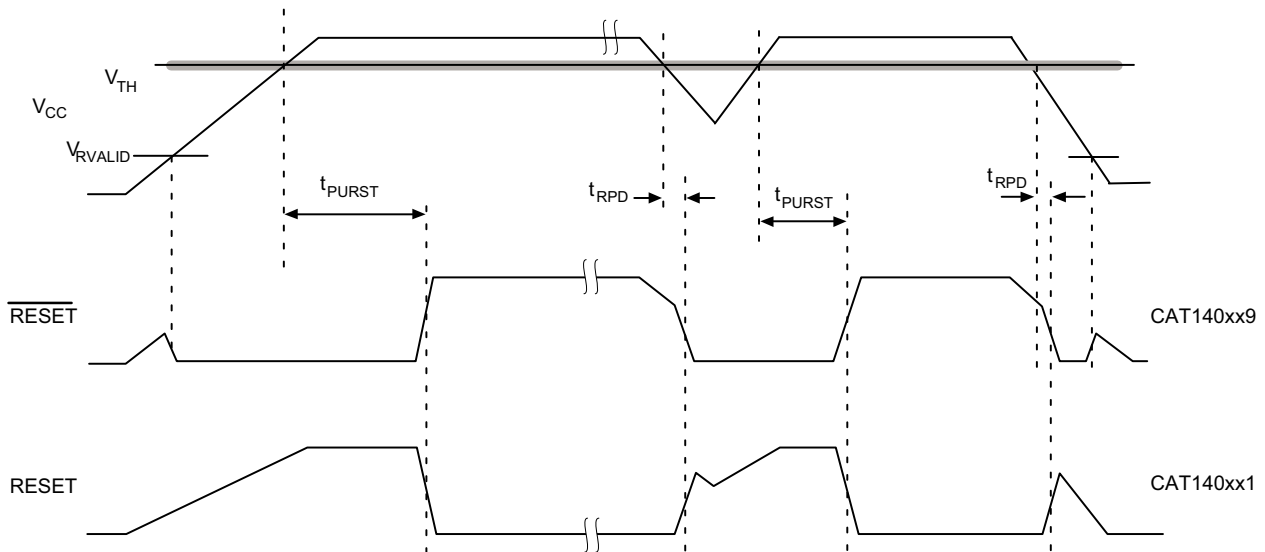 V_TH
V_CC
V_RVALID
t_PURST
t_RPD
t_PURST
t_RPD
RESET
CAT140xx9
RESET
CAT140xx1